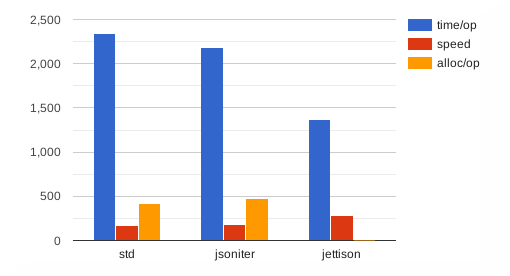 2,500
2,000
1,500
1,000
500
0
std
jsoniter
jettison
time/op
speed
alloc/op